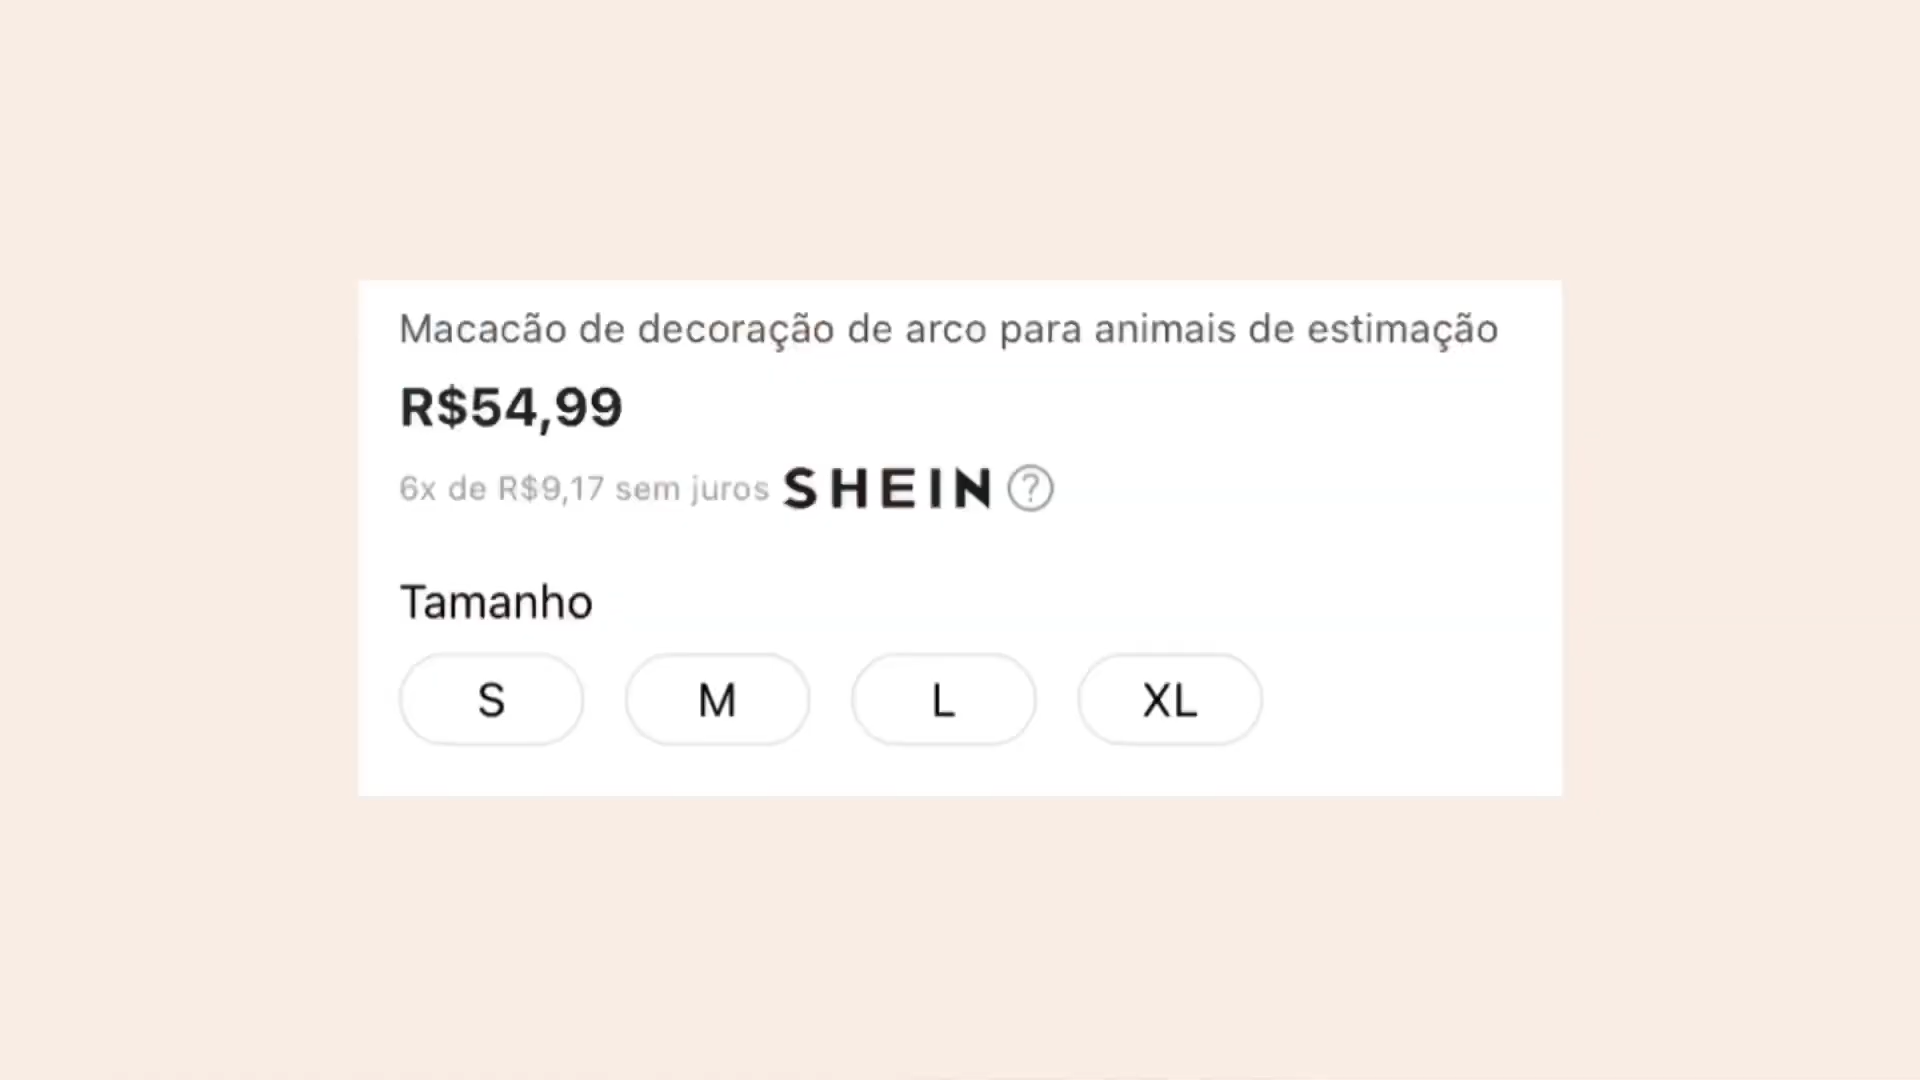 Macacão de decoração de arco para animais de estimação
R$54,99
6x de R$9,17 sem juros SHEIN ?
Tamanho
S M L XL